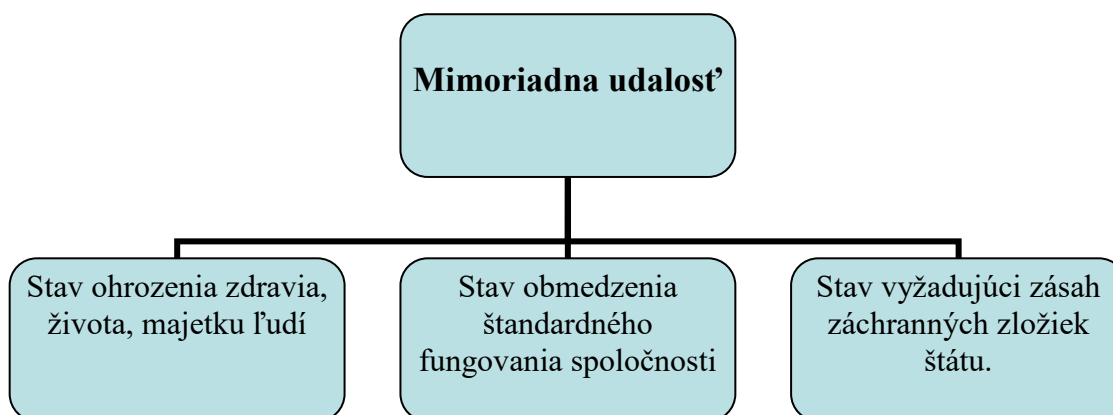 Mimoriadna udalosť
Stav ohrozenia zdravia,
života, majetku ľudí
Stav obmedzenia
štandardného
fungovania spoločnosti
Stav vyžadujúci zásah
záchranných zložiek
štátu.